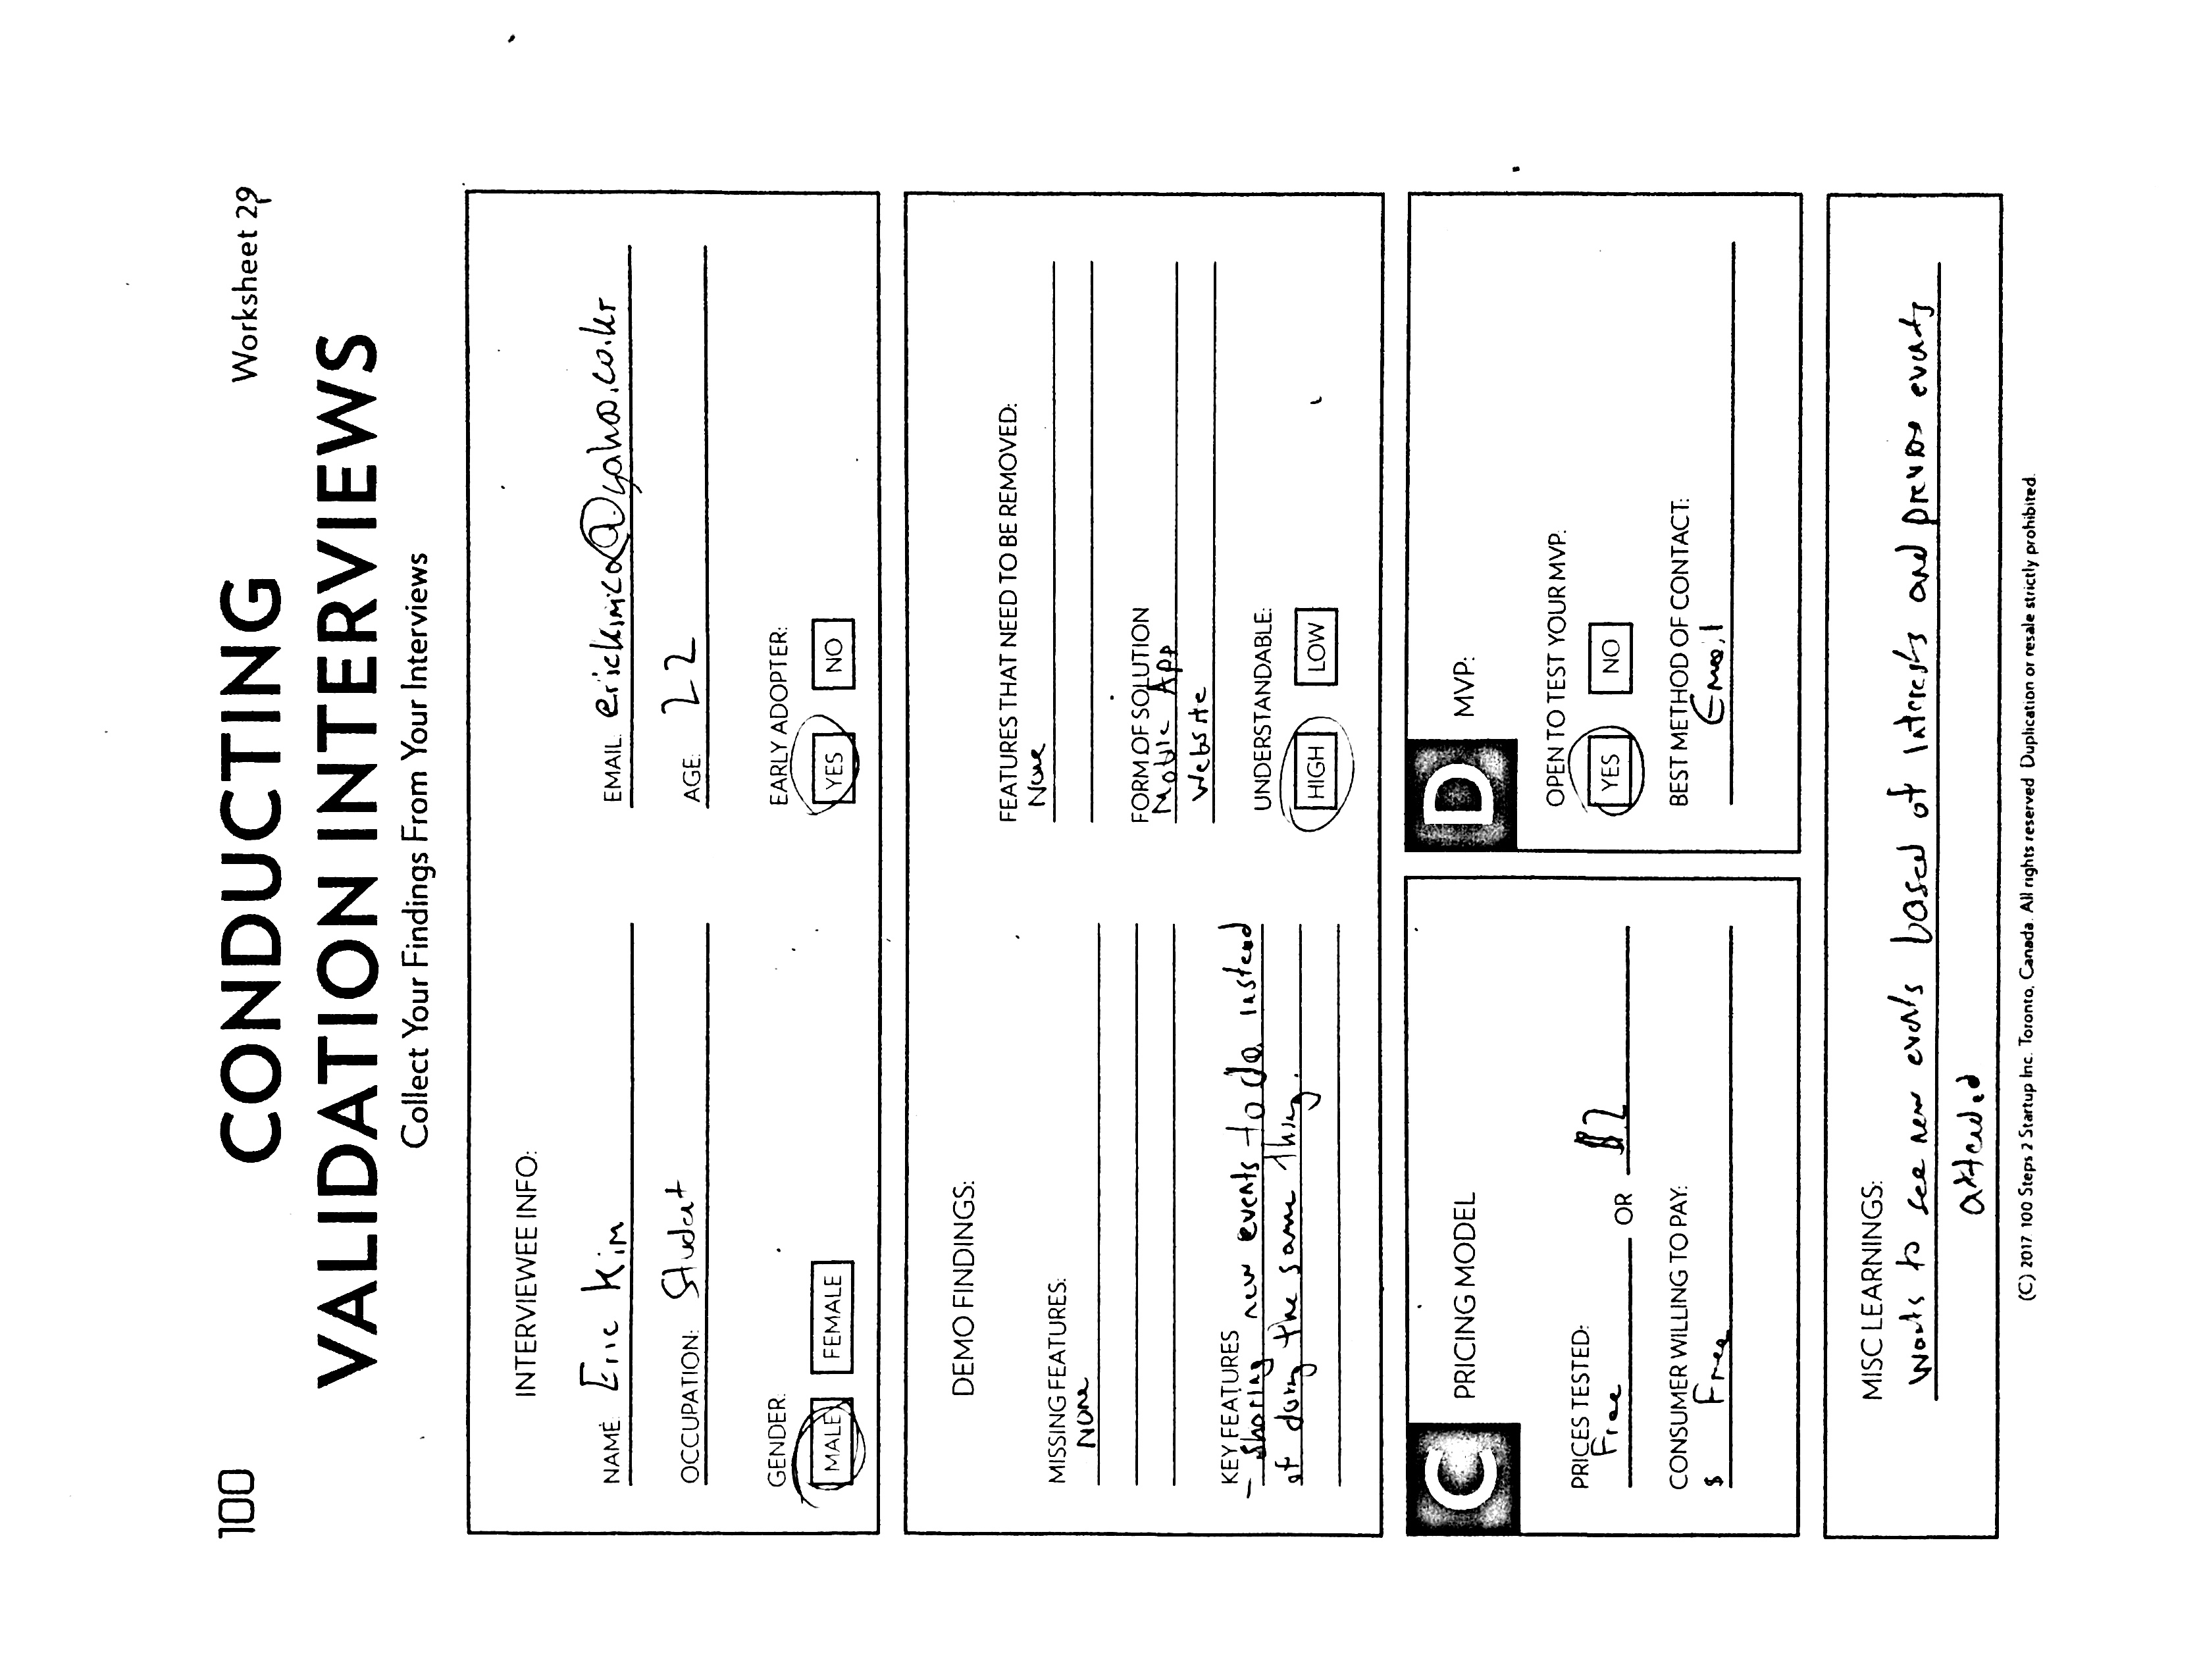 100
CONDUCTING
Worksheet 29
VALIDATION INTERVIEWS
Collect Your Findings From Your Interviews
INTERVIEWEE INFO:
NAME: Eric Kim
EMAIL: erickimca@yahoo.co.kr
OCCUPATION: Student
AGE: 22
GENDER:
EARLY ADOPTER:
MALE FEMALE
YES NO
DEMO FINDINGS:
MISSING FEATURES:
None
KEY FEATURES
- Sharing new events to do instead
of doing the same thing.
FEATURES THAT NEED TO BE REMOVED:
None
FORM OF SOLUTION
Mobile App
Website
UNDERSTANDABLE:
HIGH LOW
C PRICING MODEL
PRICES TESTED:
Free OR $2
CONSUMER WILLING TO PAY:
$ Free
D MVP:
OPEN TO TEST YOUR MVP:
YES NO
BEST METHOD OF CONTACT:
Email
MISC LEARNINGS:
Wants to see new events based of interests and previous events
attended
(C) 2017 100 Steps 2 Startup Inc. Toronto, Canada. All rights reserved Duplication or resale strictly prohibited.